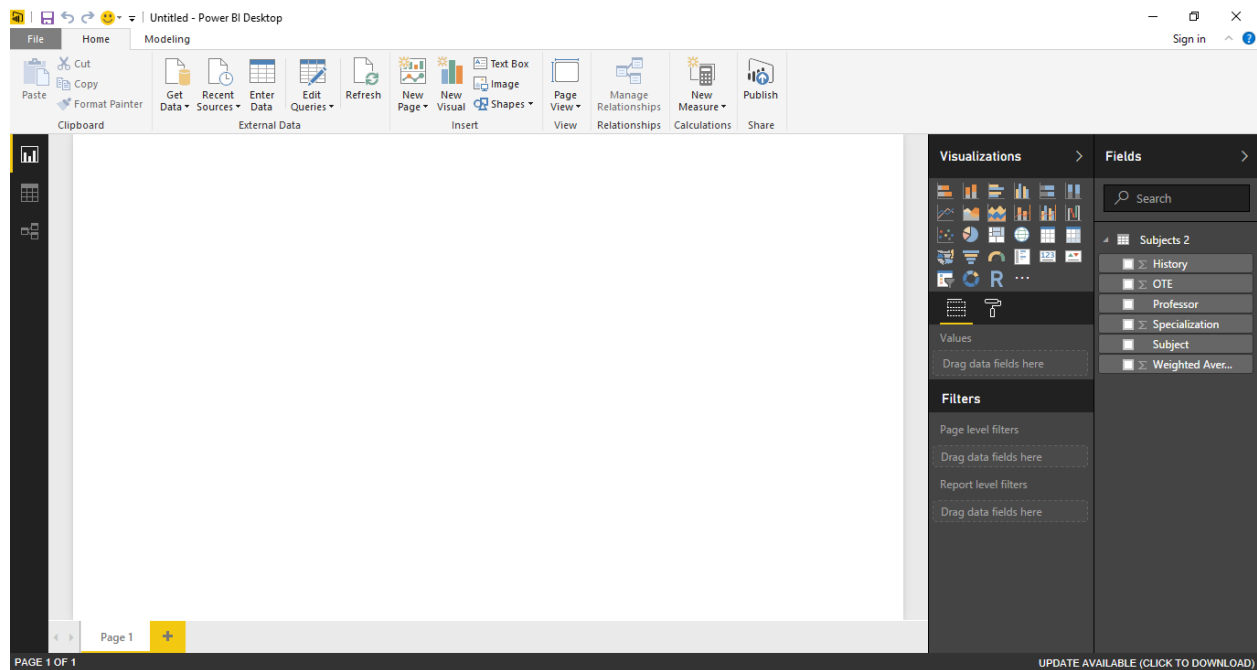 Untitled - Power BI Desktop
File Home Modeling Sign in
Cut
Copy
Format Painter
Paste
Clipboard
Get Data
Recent Sources
Enter Data
Edit Queries
Refresh
External Data
New Page
New Visual
Text Box
Image
Shapes
Insert
Page View
View
Manage Relationships
Relationships
New Measure
Calculations
Publish
Share
Visualizations
123
R
Values
Drag data fields here
Filters
Page level filters
Drag data fields here
Report level filters
Drag data fields here
Fields
Search
Subjects 2
Σ History
Σ OTE
Professor
Σ Specialization
Subject
Σ Weighted Aver...
Page 1 +
PAGE 1 OF 1
UPDATE AVAILABLE (CLICK TO DOWNLOAD)